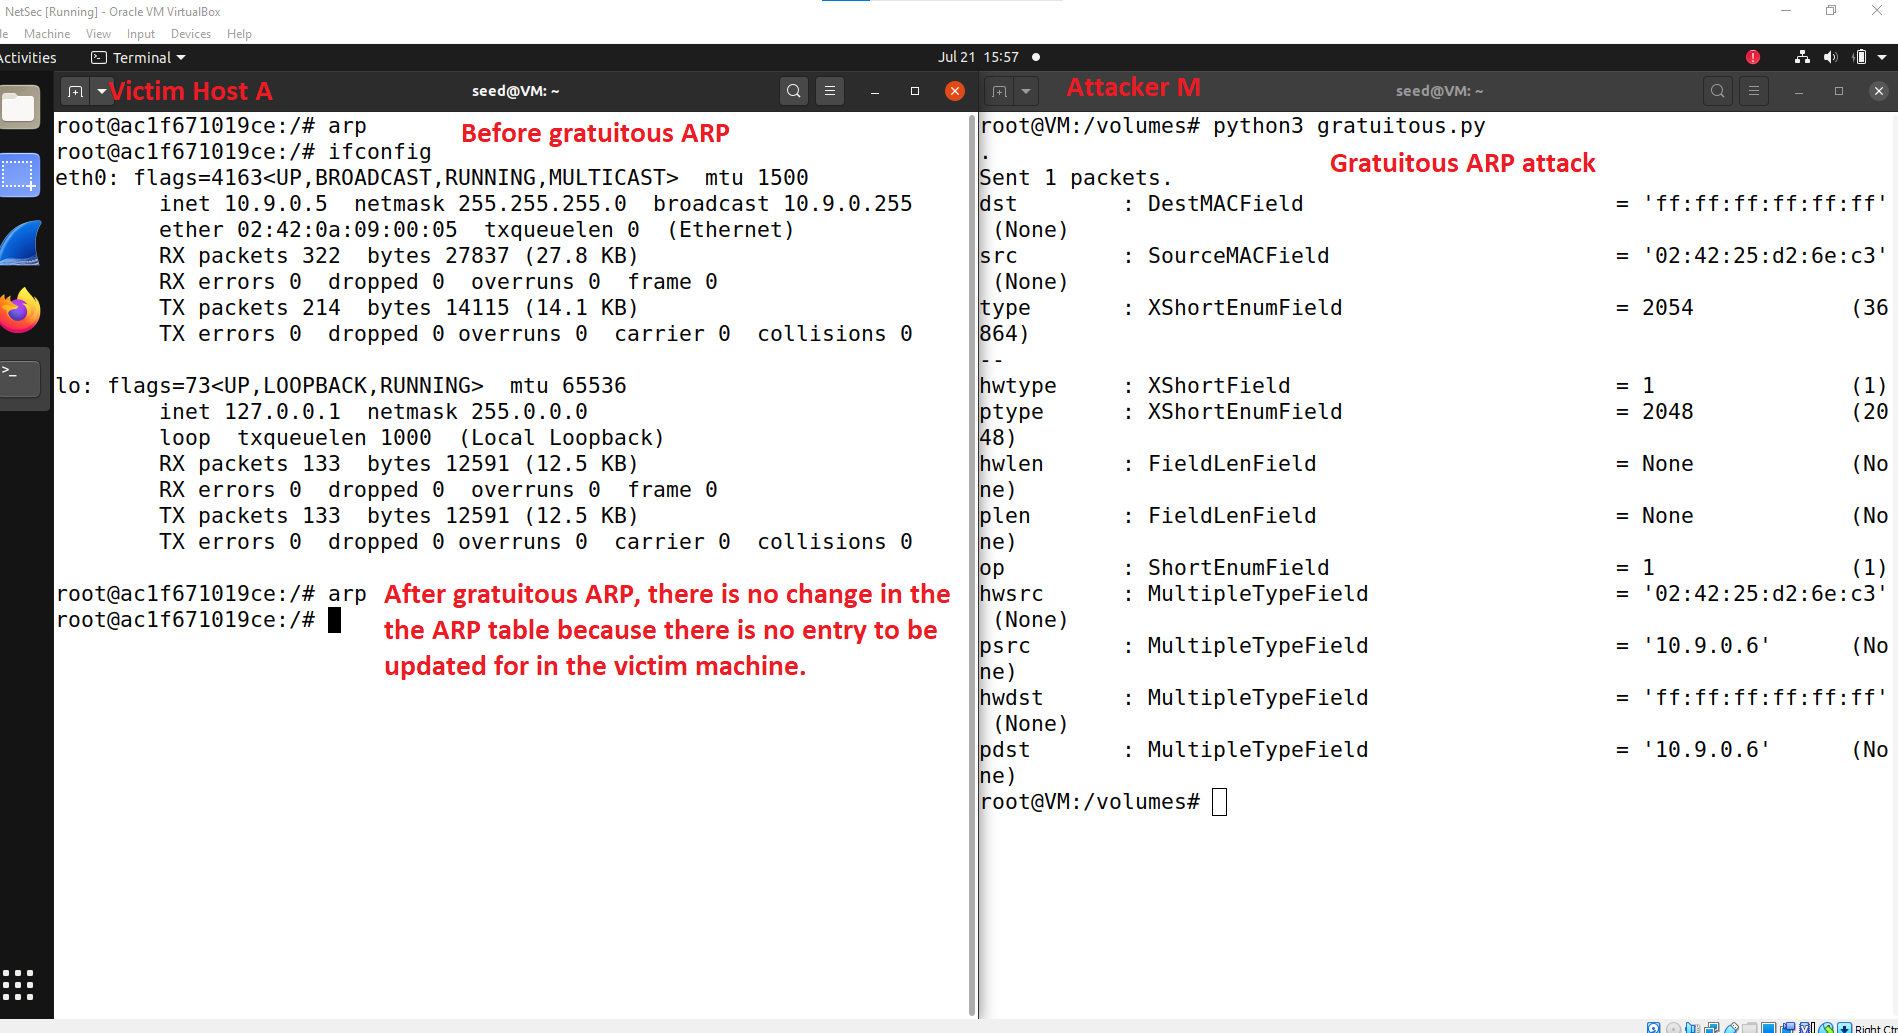 NetSec [Running] - Oracle VM VirtualBox
le Machine View Input Devices Help
Activities Terminal Jul 21 15:57
Victim Host A seed@VM: ~
root@ac1f671019ce:/# arp
Before gratuitous ARP
root@ac1f671019ce:/# ifconfig
eth0: flags=4163<UP,BROADCAST,RUNNING,MULTICAST>  mtu 1500
        inet 10.9.0.5  netmask 255.255.255.0  broadcast 10.9.0.255
        ether 02:42:0a:09:00:05  txqueuelen 0  (Ethernet)
        RX packets 322  bytes 27837 (27.8 KB)
        RX errors 0  dropped 0  overruns 0  frame 0
        TX packets 214  bytes 14115 (14.1 KB)
        TX errors 0  dropped 0 overruns 0  carrier 0  collisions 0
lo: flags=73<UP,LOOPBACK,RUNNING>  mtu 65536
        inet 127.0.0.1  netmask 255.0.0.0
        loop  txqueuelen 1000  (Local Loopback)
        RX packets 133  bytes 12591 (12.5 KB)
        RX errors 0  dropped 0  overruns 0  frame 0
        TX packets 133  bytes 12591 (12.5 KB)
        TX errors 0  dropped 0 overruns 0  carrier 0  collisions 0
root@ac1f671019ce:/# arp
root@ac1f671019ce:/#
After gratuitous ARP, there is no change in the
the ARP table because there is no entry to be
updated for in the victim machine.
Attacker M seed@VM: ~
root@VM:/volumes# python3 gratuitous.py
.
Gratuitous ARP attack
Sent 1 packets.
dst        : DestMACField                        = 'ff:ff:ff:ff:ff:ff'
 (None)
src        : SourceMACField                      = '02:42:25:d2:6e:c3'
 (None)
type       : XShortEnumField                     = 2054            (36
864)
--
hwtype     : XShortField                         = 1               (1)
ptype      : XShortEnumField                     = 2048            (20
48)
hwlen      : FieldLenField                       = None            (No
ne)
plen       : FieldLenField                       = None            (No
ne)
op         : ShortEnumField                      = 1               (1)
hwsrc      : MultipleTypeField                   = '02:42:25:d2:6e:c3'
 (None)
psrc       : MultipleTypeField                   = '10.9.0.6'      (No
ne)
hwdst      : MultipleTypeField                   = 'ff:ff:ff:ff:ff:ff'
 (None)
pdst       : MultipleTypeField                   = '10.9.0.6'      (No
ne)
root@VM:/volumes#
Right Ctr